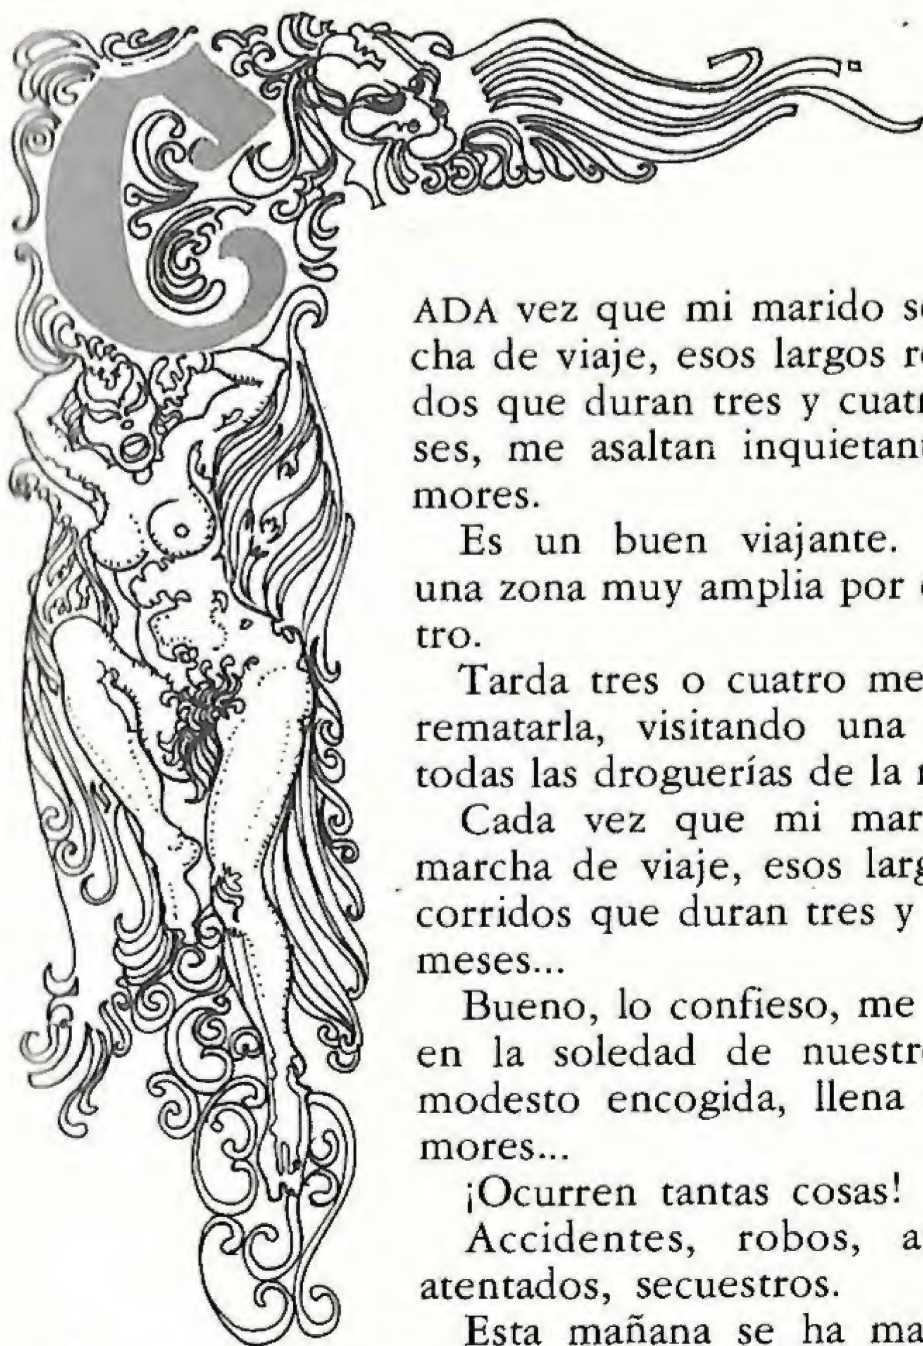 C
ADA vez que mi marido se
cha de viaje, esos largos re
dos que duran tres y cuatr
ses, me asaltan inquietant
mores.
Es un buen viajante.
una zona muy amplia por
tro.
Tarda tres o cuatro me
rematarla, visitando una
todas las droguerías de la
Cada vez que mi mar
marcha de viaje, esos larg
corridos que duran tres y
meses...
Bueno, lo confieso, me
en la soledad de nuestr
modesto encogida, llena
mores...
¡Ocurren tantas cosas!
Accidentes, robos, a
atentados, secuestros.
Esta mañana se ha ma